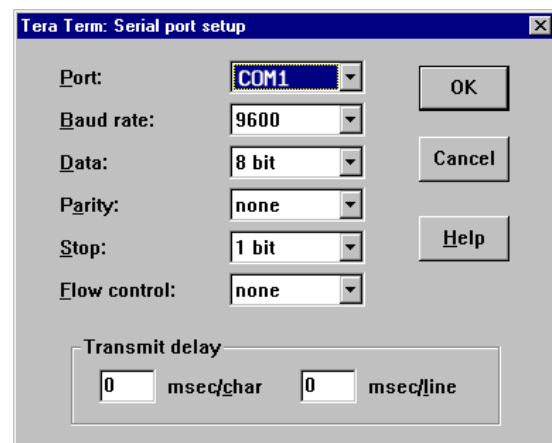 Tera Term: Serial port setup
Port: COM1
OK
Baud rate: 9600
Data: 8 bit
Cancel
Parity: none
Stop: 1 bit
Help
Flow control: none
Transmit delay
0 msec/char 0 msec/line